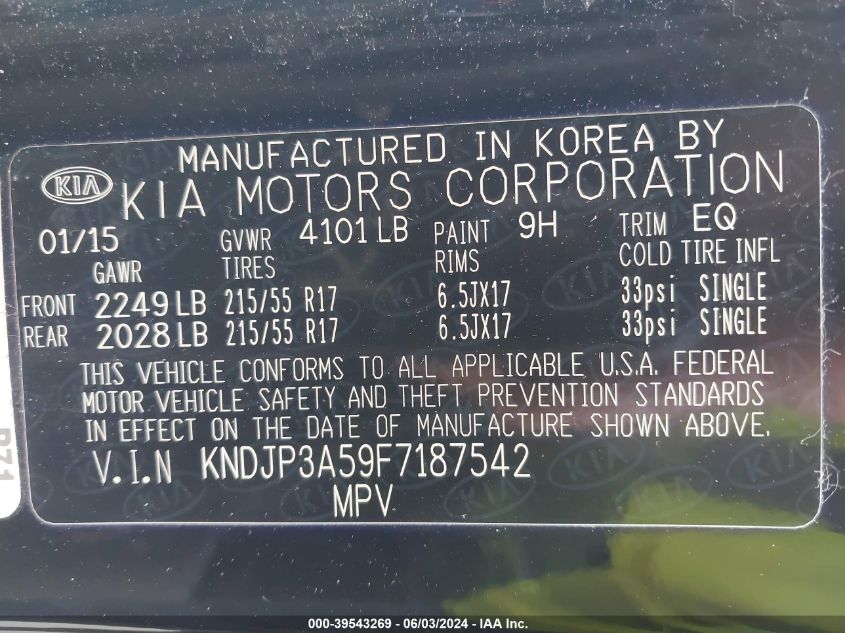 MANUFACTURED IN KOREA BY
KIA KIA MOTORS CORPORATION
01/15 GVWR 4101 LB PAINT 9H TRIM EQ
GAWR TIRES RIMS COLD TIRE INFL
FRONT 2249 LB 215/55 R17 6.5JX17 33psi SINGLE
REAR 2028 LB 215/55 R17 6.5JX17 33psi SINGLE
THIS VEHICLE CONFORMS TO ALL APPLICABLE U.S.A. FEDERAL
MOTOR VEHICLE SAFETY AND THEFT PREVENTION STANDARDS
IN EFFECT ON THE DATE OF MANUFACTURE SHOWN ABOVE.
V.I.N KNDJP3A59F7187542
MPV
000-39543269 - 06/03/2024 - IAA, Inc.